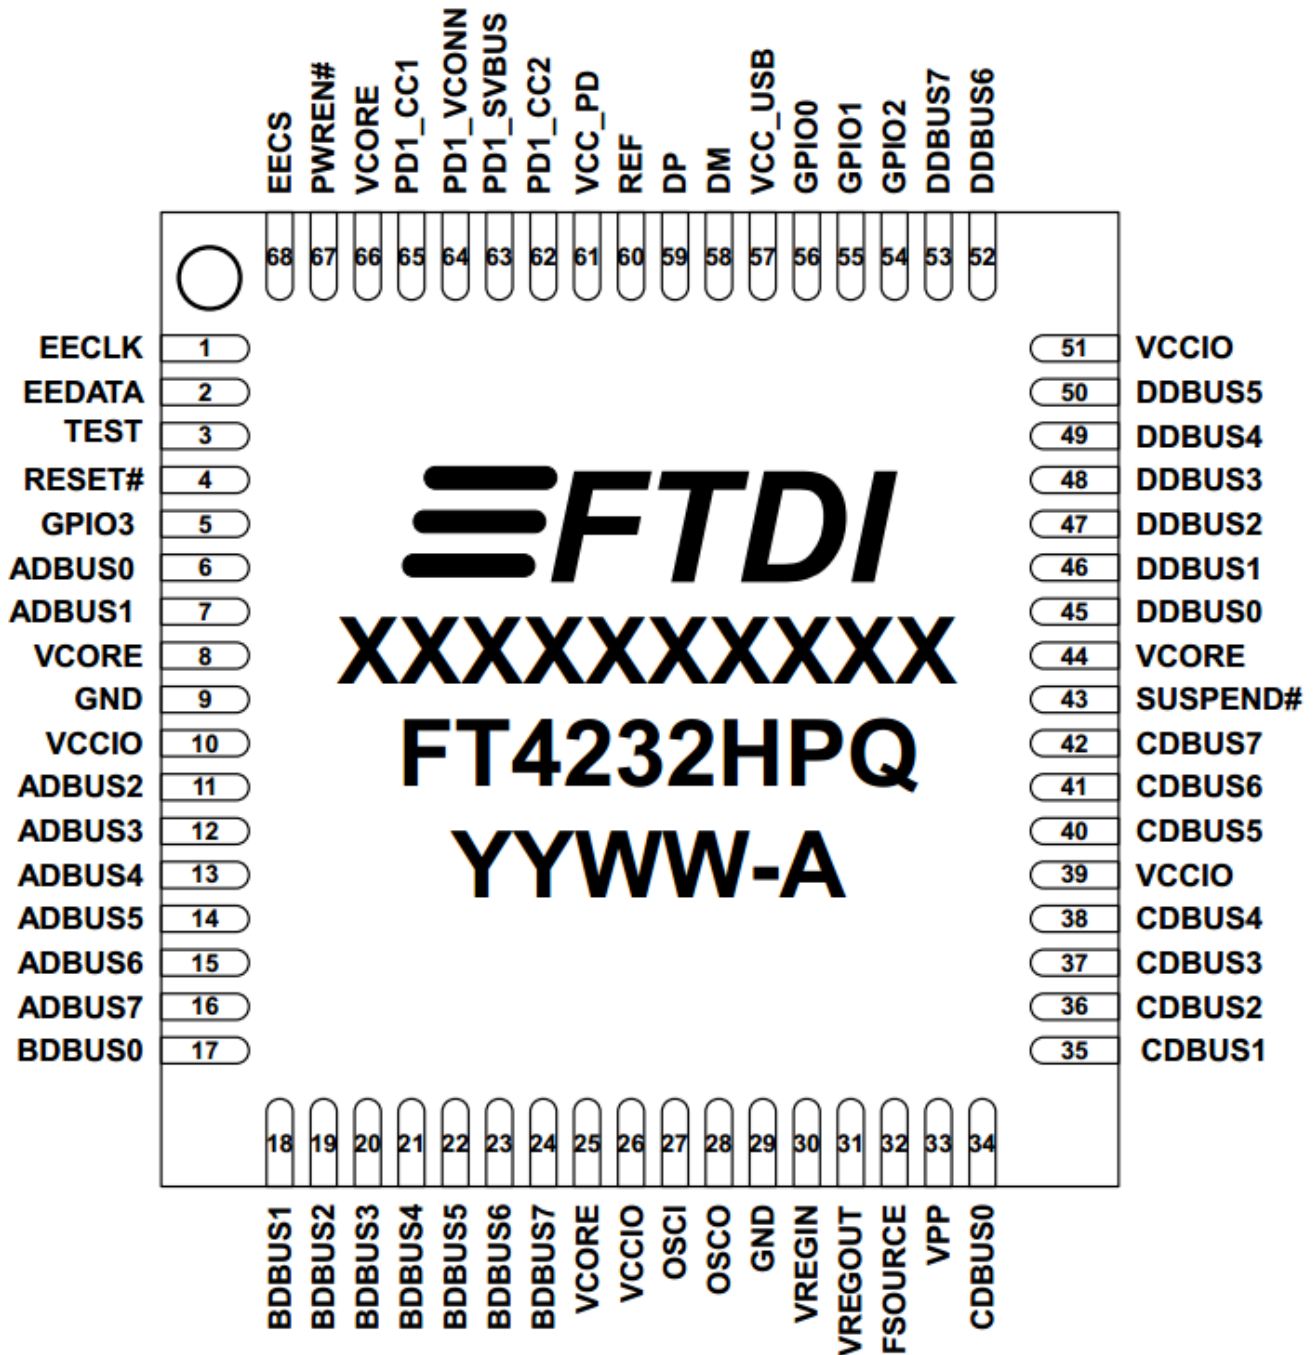 EECS
PWREN#
VCORE
PD1_CC1
PD1_VCONN
PD1_SVBUS
PD1_CC2
VCC_PD
REF
DP
DM
VCC_USB
GPIO0
GPIO1
GPIO2
DDBUS7
DDBUS6
68 67 66 65 64 63 62 61 60 59 58 57 56 55 54 53 52
EECLK 1
EEDATA 2
TEST 3
RESET# 4
GPIO3 5
ADBUS0 6
ADBUS1 7
VCORE 8
GND 9
VCCIO 10
ADBUS2 11
ADBUS3 12
ADBUS4 13
ADBUS5 14
ADBUS6 15
ADBUS7 16
BDBUS0 17
FTDI
XXXXXXXXXX
FT4232HPQ
YYWW-A
51 VCCIO
50 DDBUS5
49 DDBUS4
48 DDBUS3
47 DDBUS2
46 DDBUS1
45 DDBUS0
44 VCORE
43 SUSPEND#
42 CDBUS7
41 CDBUS6
40 CDBUS5
39 VCCIO
38 CDBUS4
37 CDBUS3
36 CDBUS2
35 CDBUS1
18 19 20 21 22 23 24 25 26 27 28 29 30 31 32 33 34
BDBUS1
BDBUS2
BDBUS3
BDBUS4
BDBUS5
BDBUS6
BDBUS7
VCORE
VCCIO
OSCI
OSCO
GND
VREGIN
VREGOUT
FSOURCE
VPP
CDBUS0